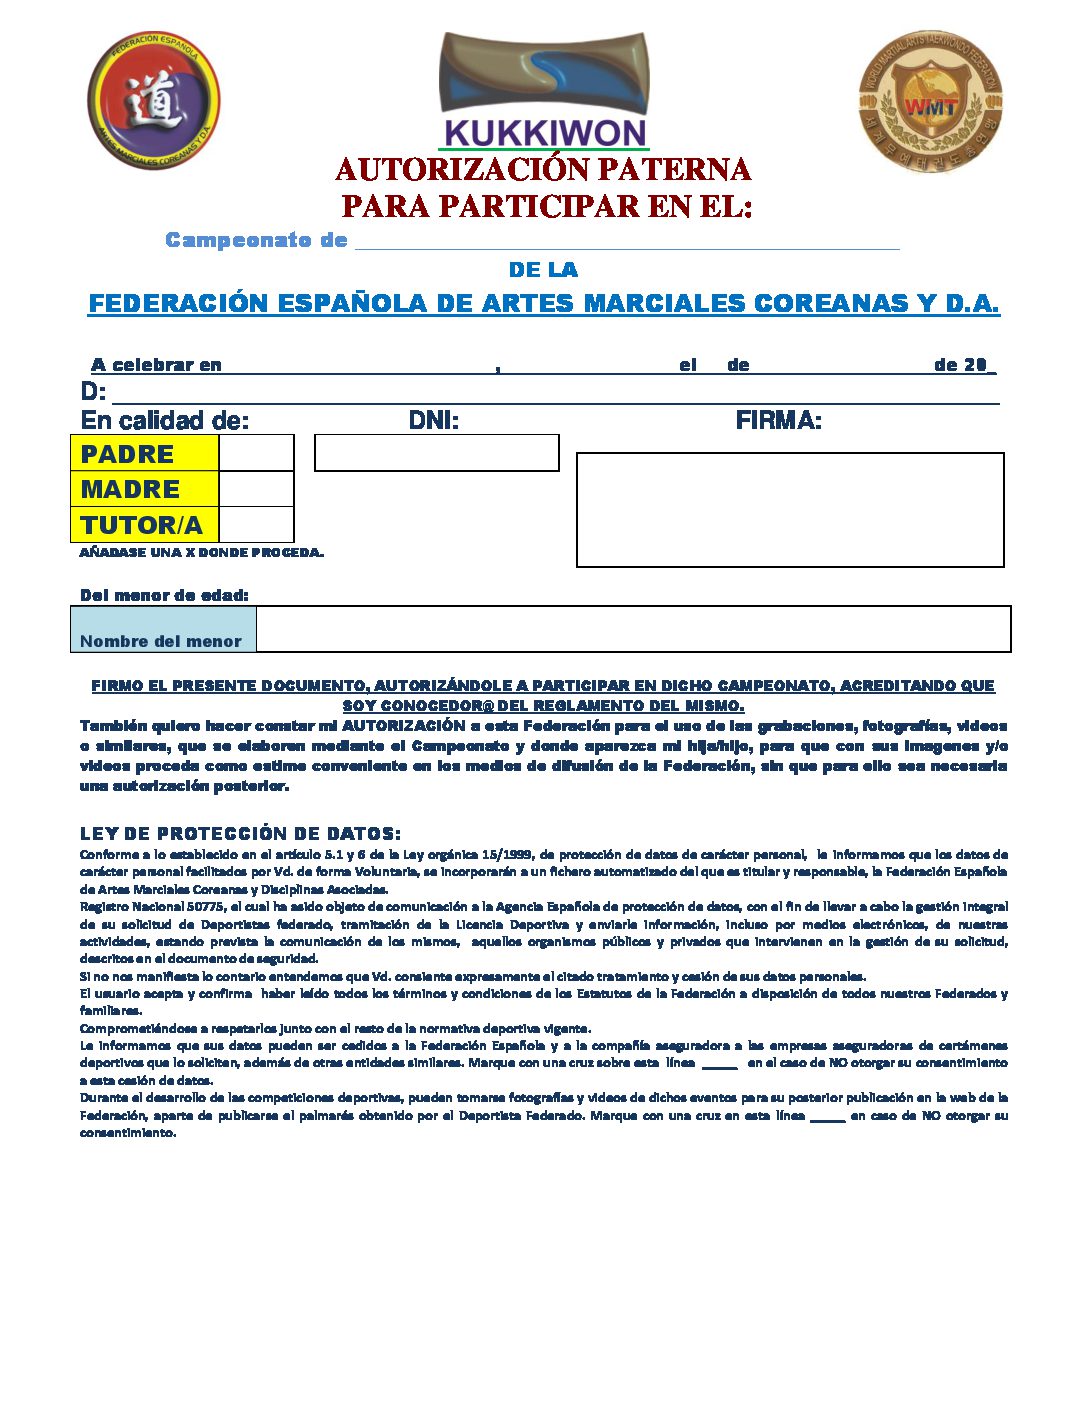 FEDERACIÓN ESPAÑOLA
道
ARTES MARCIALES COREANAS Y D.A.
KUKKIWON
WORLD MARTIAL ARTS TAEKWONDO FEDERATION
WMT
세계무예태권도총연맹
AUTORIZACIÓN PATERNA
PARA PARTICIPAR EN EL:
Campeonato de ______________________________
DE LA
FEDERACIÓN ESPAÑOLA DE ARTES MARCIALES COREANAS Y D.A.
A celebrar en ____________________, ____________________ el ___ de ____________________ de 20_
D: ______________________________
En calidad de: DNI: FIRMA:
PADRE
MADRE
TUTOR/A
AÑADASE UNA X DONDE PROCEDA.
Del menor de edad:
Nombre del menor
FIRMO EL PRESENTE DOCUMENTO, AUTORIZÁNDOLE A PARTICIPAR EN DICHO CAMPEONATO, ACREDITANDO QUE
SOY CONOCEDOR@ DEL REGLAMENTO DEL MISMO.
También quiero hacer constar mi AUTORIZACIÓN a esta Federación para el uso de las grabaciones, fotografías, videos
o similares, que se elaboren mediante el Campeonato y donde aparezca mi hija/hijo, para que con sus imagenes y/o
videos proceda como estime conveniente en los medios de difusión de la Federación, sin que para ello sea necesaria
una autorización posterior.
LEY DE PROTECCIÓN DE DATOS:
Conforme a lo establecido en el artículo 5.1 y 6 de la Ley orgánica 15/1999, de protección de datos de carácter personal, le informamos que los datos de
carácter personal facilitados por Vd. de forma Voluntaria, se incorporarán a un fichero automatizado del que es titular y responsable, la Federación Española
de Artes Marciales Coreanas y Disciplinas Asociadas.
Registro Nacional 50775, el cual ha asido objeto de comunicación a la Agencia Española de protección de datos, con el fin de llevar a cabo la gestión integral
de su solicitud de Deportistas federado, tramitación de la Licencia Deportiva y enviarle información, incluso por medios electrónicos, de nuestras
actividades, estando prevista la comunicación de los mismos, aquellos organismos públicos y privados que intervienen en la gestión de su solicitud,
descritos en el documento de seguridad.
Si no nos manifiesta lo contario entendemos que Vd. consiente expresamente el citado tratamiento y cesión de sus datos personales.
El usuario acepta y confirma haber leído todos los términos y condiciones de los Estatutos de la Federación a disposición de todos nuestros Federados y
familiares.
Comprometiéndose a respetarlos junto con el resto de la normativa deportiva vigente.
Le informamos que sus datos pueden ser cedidos a la Federación Española y a la compañía aseguradora a las empresas aseguradoras de certámenes
deportivos que lo soliciten, además de otras entidades similares. Marque con una cruz sobre esta línea _____ en el caso de NO otorgar su consentimiento
a esta cesión de datos.
Durante el desarrollo de las competiciones deportivas, pueden tomarse fotografías y videos de dichos eventos para su posterior publicación en la web de la
Federación, aparte de publicarse el palmarés obtenido por el Deportista Federado. Marque con una cruz en esta línea _____ en caso de NO otorgar su
consentimiento.